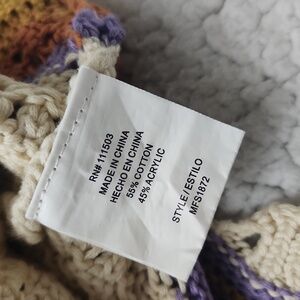 RN# 111503
MADE IN CHINA
HECHO EN CHINA
55% COTTON
45% ACRYLIC
STYLE / ESTILO
MFS1872